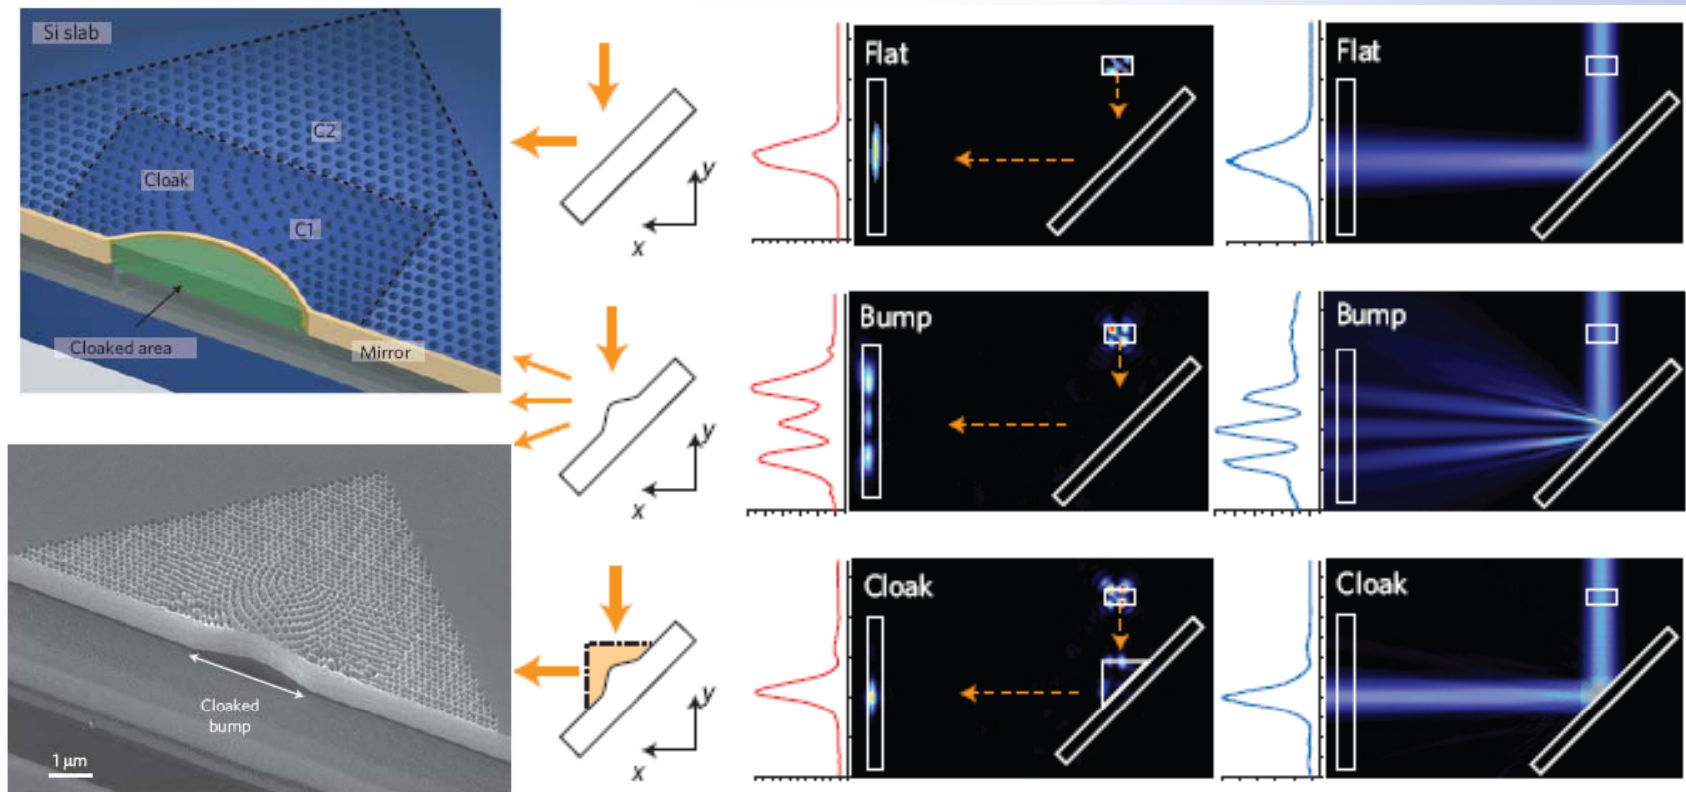 Si slab
C2
Cloak
C1
Cloaked area
Mirror
Cloaked
bump
1 μm
y
x
Flat
Flat
y
x
Bump
Bump
y
x
Cloak
Cloak